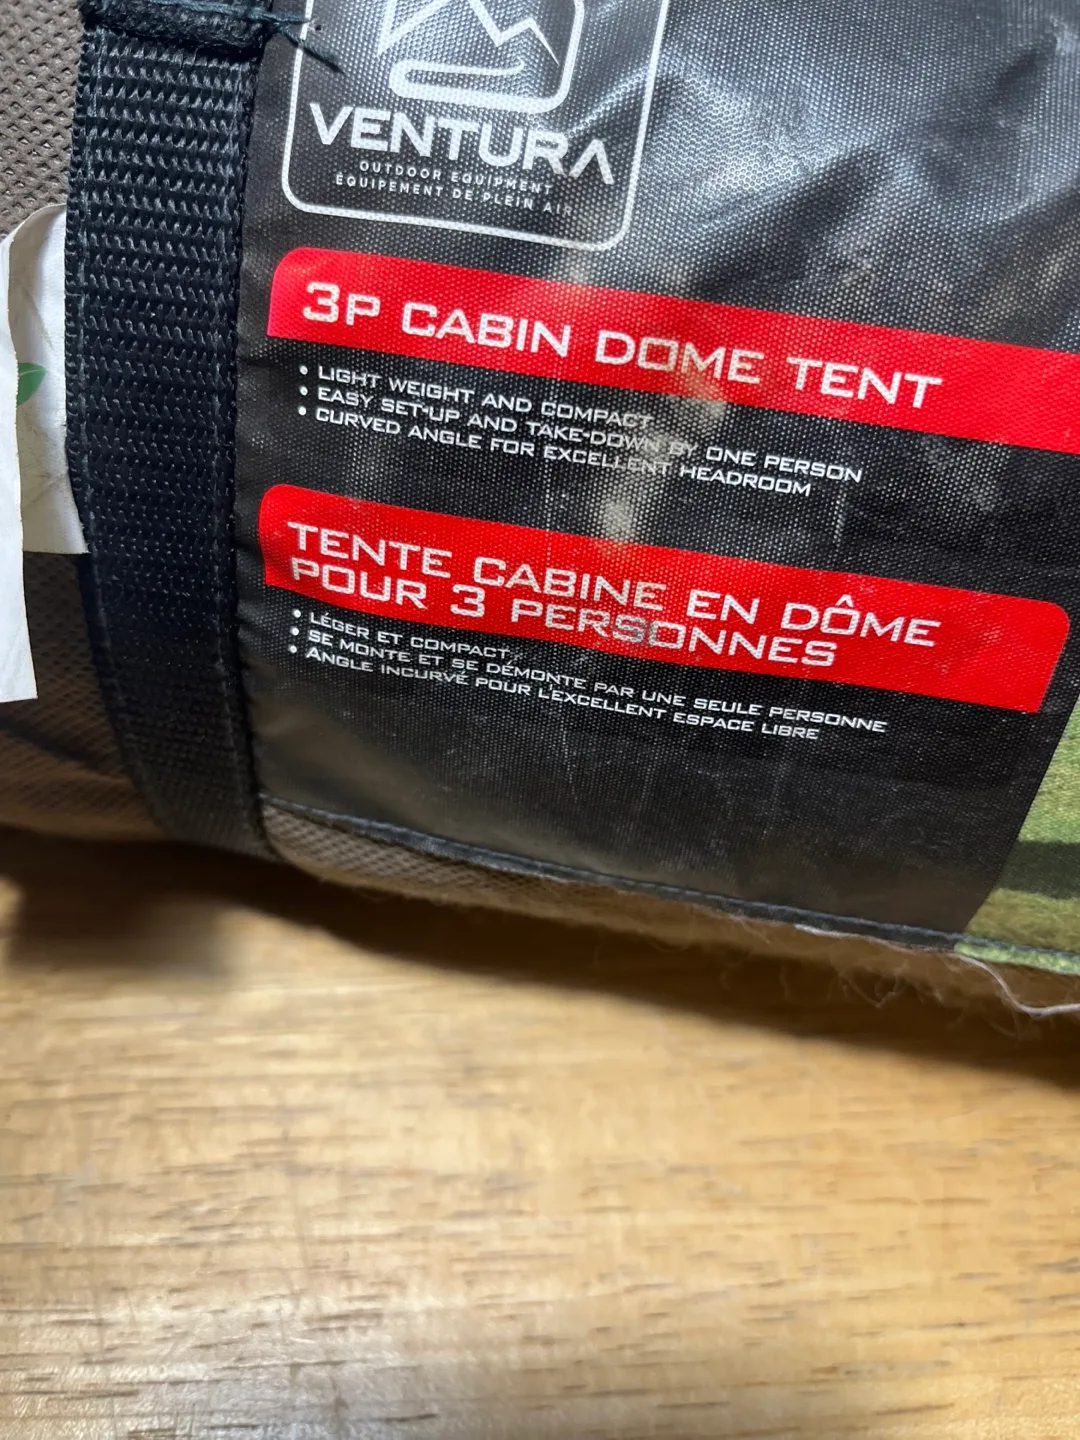 VENTURA
OUTDOOR EQUIPMENT
ÉQUIPEMENT DE PLEIN AIR
3P CABIN DOME TENT
• LIGHT WEIGHT AND COMPACT
• EASY SET-UP AND TAKE-DOWN BY ONE PERSON
• CURVED ANGLE FOR EXCELLENT HEADROOM
TENTE CABINE EN DÔME
POUR 3 PERSONNES
• LÉGER ET COMPACT
• SE MONTE ET SE DÉMONTE PAR UNE SEULE PERSONNE
• ANGLE INCURVÉ POUR L'EXCELLENT ESPACE LIBRE